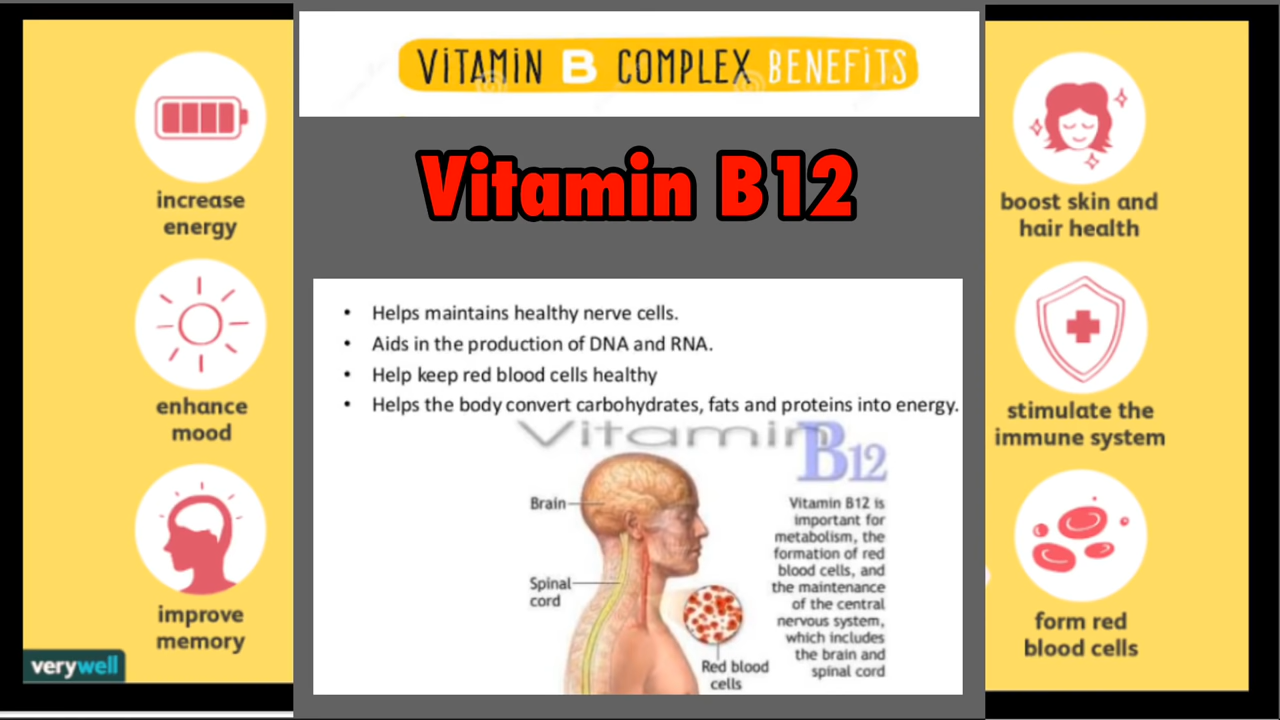 ViTAMiN B COMPLEX BENEFiTS
Vitamin B12
increase
energy
enhance
mood
improve
memory
verywell
• Helps maintains healthy nerve cells.
• Aids in the production of DNA and RNA.
• Help keep red blood cells healthy
• Helps the body convert carbohydrates, fats and proteins into energy.
Vitamin B12
Brain
Spinal
cord
Red blood
cells
Vitamin B12 is
important for
metabolism, the
formation of red
blood cells, and
the maintenance
of the central
nervous system,
which includes
the brain and
spinal cord
boost skin and
hair health
stimulate the
immune system
form red
blood cells